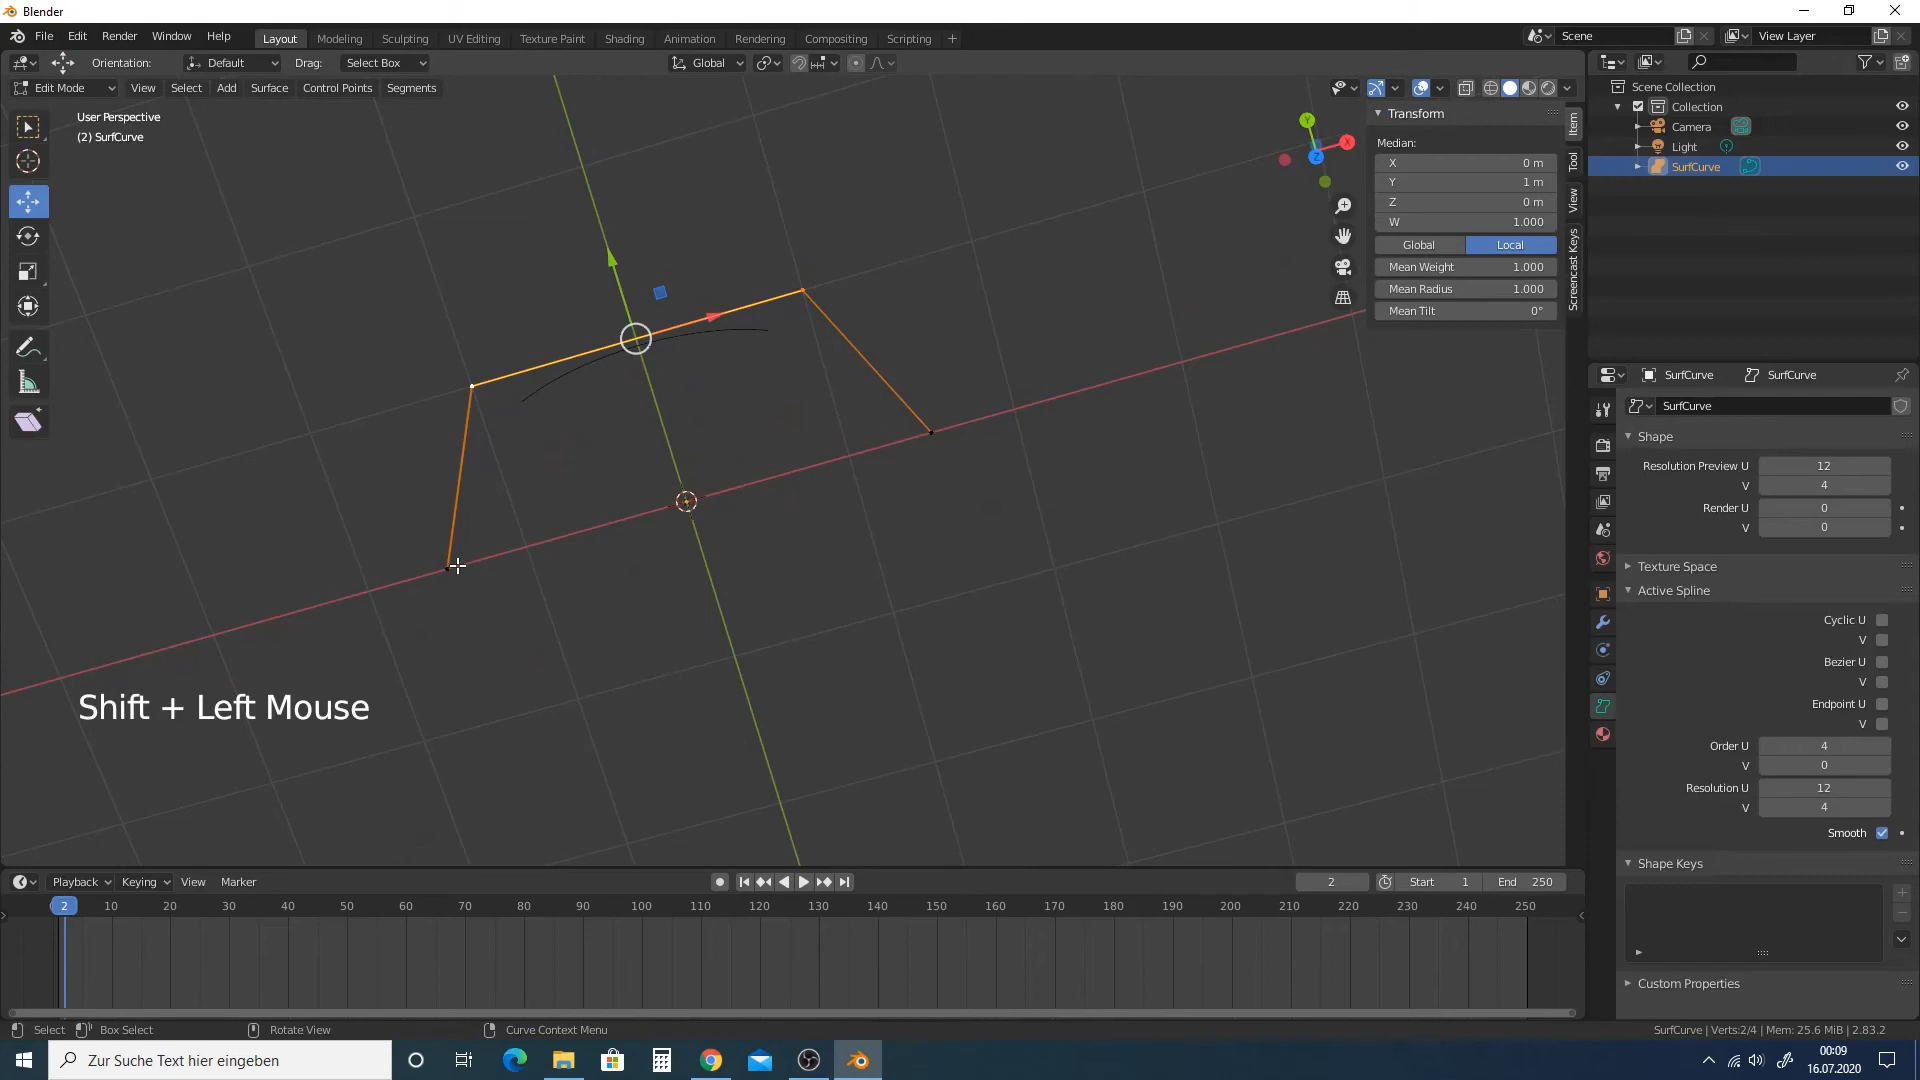 Blender
File Edit Render Window Help
Layout Modeling Sculpting UV Editing Texture Paint Shading Animation Rendering Compositing Scripting +
Scene View Layer
Orientation: Default Drag: Select Box Global
Edit Mode View Select Add Surface Control Points Segments
User Perspective
(2) SurfCurve
Transform
Median:
X 0 m
Y 1 m
Z 0 m
W 1.000
Global Local
Mean Weight 1.000
Mean Radius 1.000
Mean Tilt 0°
Item
Tool
View
Screencast Keys
Y
X
Z
Scene Collection
Collection
Camera
Light
SurfCurve
SurfCurve SurfCurve
SurfCurve
Shape
Resolution Preview U 12
V 4
Render U 0
V 0
Texture Space
Active Spline
Cyclic U
V
Bezier U
V
Endpoint U
V
Order U 4
V 0
Resolution U 12
V 4
Smooth
Shape Keys
Custom Properties
Shift + Left Mouse
Playback Keying View Marker
2 Start 1 End 250
2 10 20 30 40 50 60 70 80 90 100 110 120 130 140 150 160 170 180 190 200 210 220 230 240 250
Select Box Select Rotate View Curve Context Menu
SurfCurve | Verts:2/4 | Mem: 25.6 MiB | 2.83.2
Zur Suche Text hier eingeben
00:09
16.07.2020